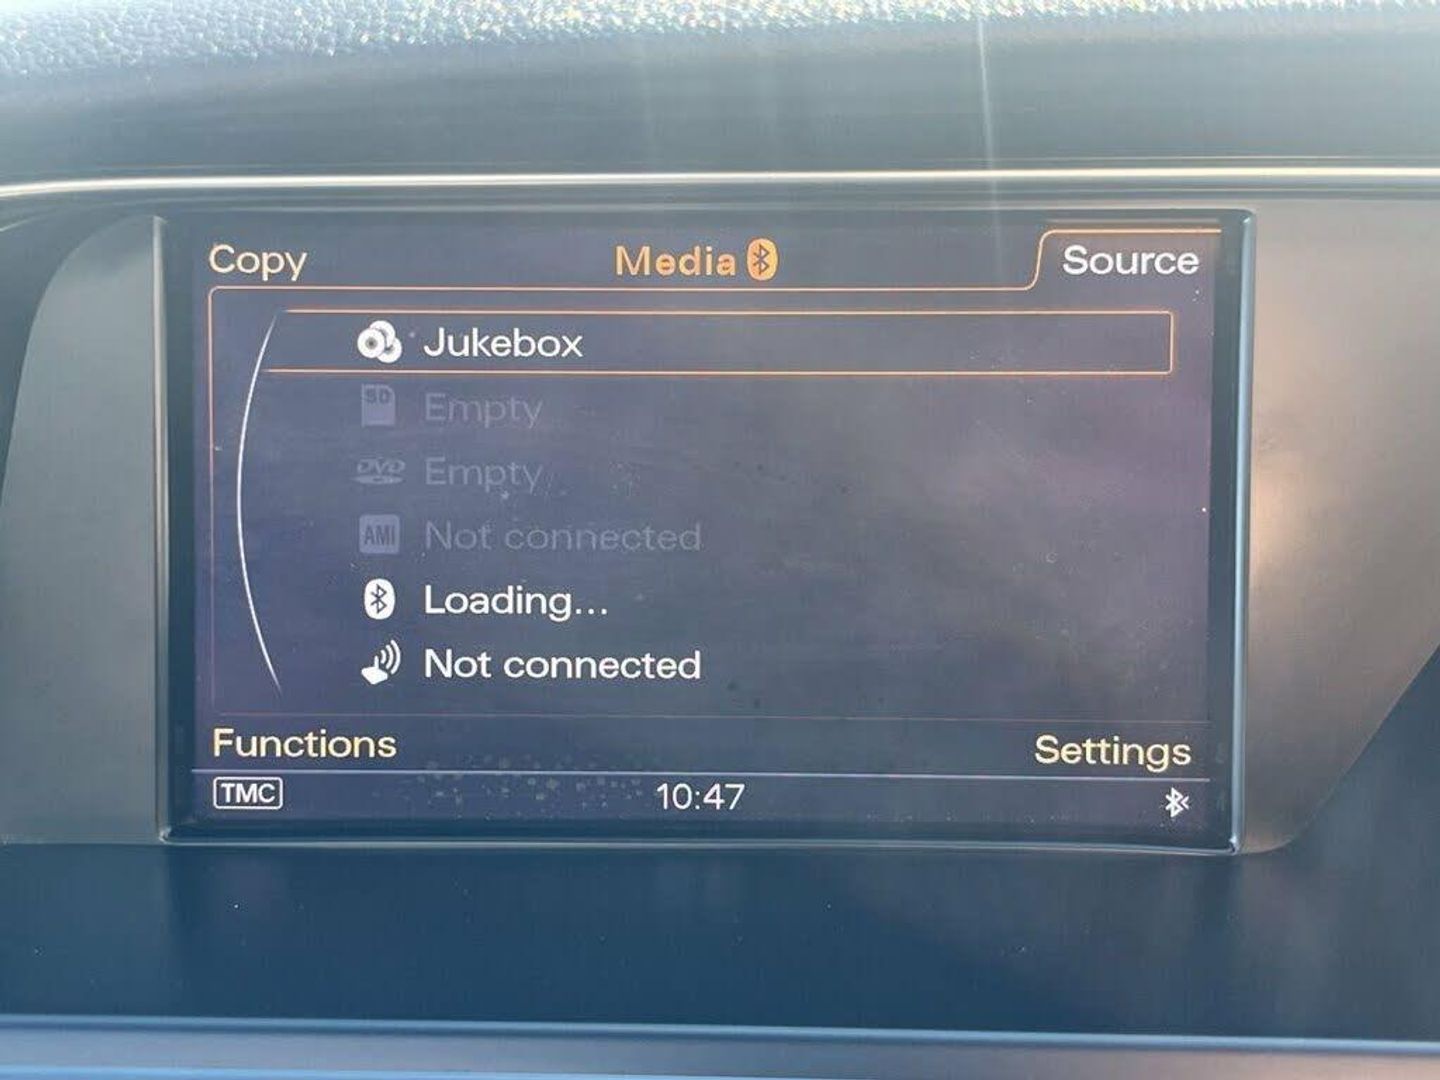 Copy Media Source
Jukebox
SD Empty
DVD Empty
AMI Not connected
Loading...
Not connected
Functions Settings
TMC 10:47